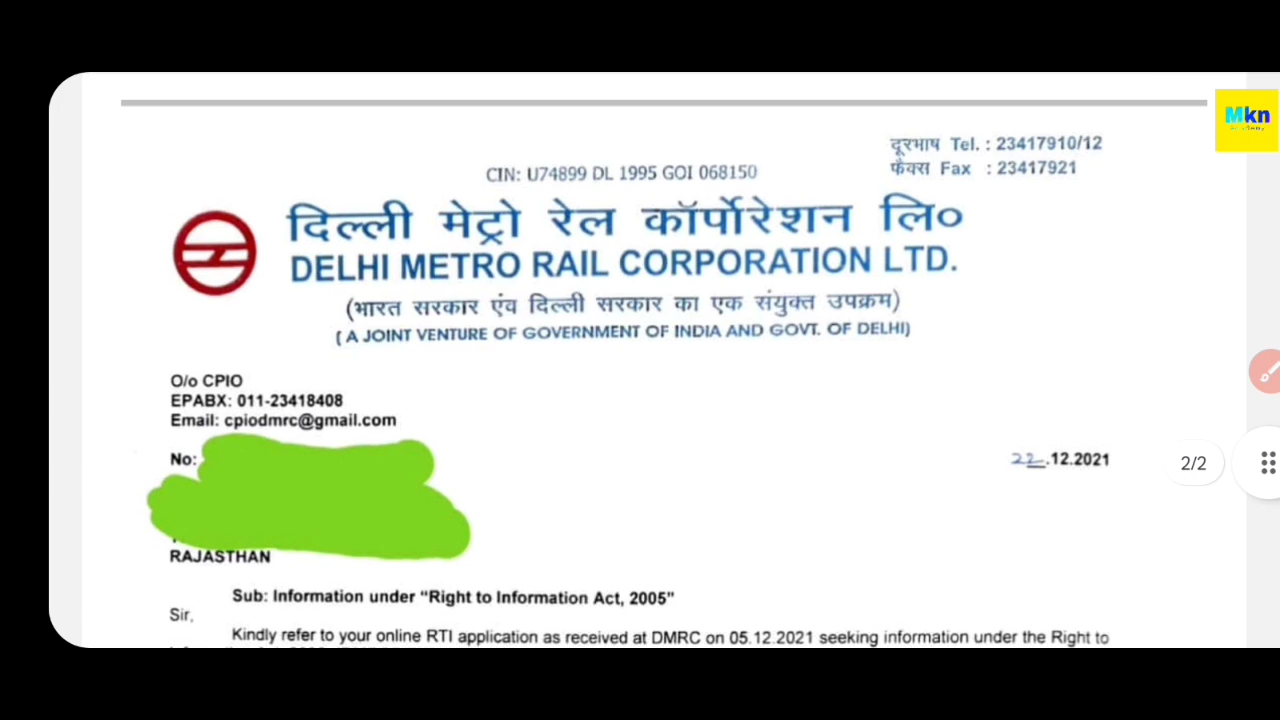 दूरभाष Tel. : 23417910/12
फैक्स Fax : 23417921
CIN: U74899 DL 1995 GOI 068150
दिल्ली मेट्रो रेल कॉर्पोरेशन लि०
DELHI METRO RAIL CORPORATION LTD.
(भारत सरकार एंव दिल्ली सरकार का एक संयुक्त उपक्रम)
( A JOINT VENTURE OF GOVERNMENT OF INDIA AND GOVT. OF DELHI)
O/o CPIO
EPABX: 011-23418408
Email: cpiodmrc@gmail.com
No:
22.12.2021
RAJASTHAN
Sub: Information under “Right to Information Act, 2005”
Sir,
Kindly refer to your online RTI application as received at DMRC on 05.12.2021 seeking information under the Right to
Mkn
Academy
2/2